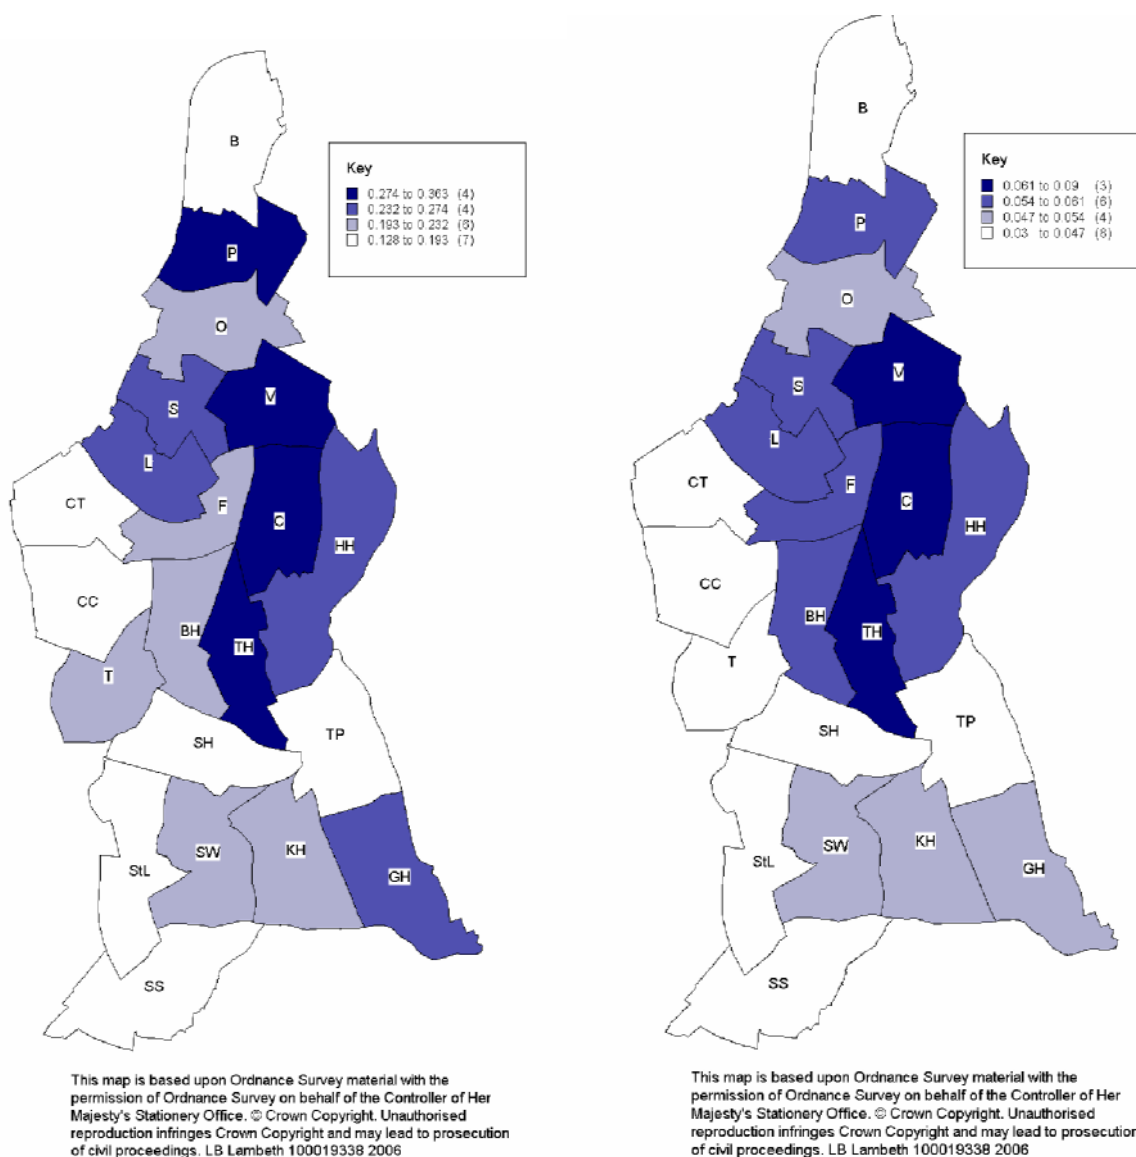 B
Key
0.274 to 0.363 (4)
0.232 to 0.274 (4)
0.193 to 0.232 (6)
0.128 to 0.193 (7)
P
O
V
S
L
CT
F
C
HH
CC
BH
TH
T
SH
TP
SW
KH
StL
GH
SS
This map is based upon Ordnance Survey material with the
permission of Ordnance Survey on behalf of the Controller of Her
Majesty's Stationery Office. © Crown Copyright. Unauthorised
reproduction infringes Crown Copyright and may lead to prosecution
of civil proceedings. LB Lambeth 100019338 2006
B
Key
0.061 to 0.09 (3)
0.054 to 0.061 (6)
0.047 to 0.054 (4)
0.03 to 0.047 (8)
P
O
V
S
L
CT
F
C
HH
CC
BH
TH
T
SH
TP
SW
KH
StL
GH
SS
This map is based upon Ordnance Survey material with the
permission of Ordnance Survey on behalf of the Controller of Her
Majesty's Stationery Office. © Crown Copyright. Unauthorised
reproduction infringes Crown Copyright and may lead to prosecution
of civil proceedings. LB Lambeth 100019338 2006